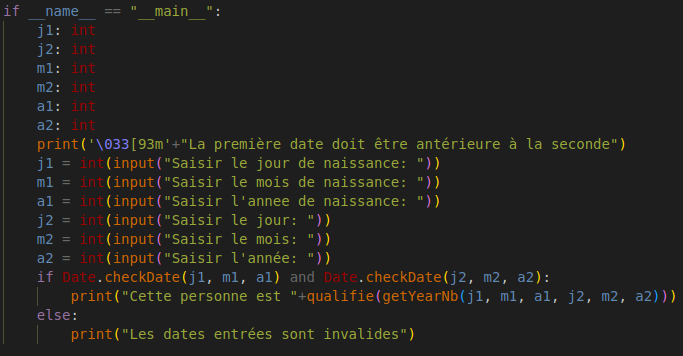 if __name__ == "__main__":
    j1: int
    j2: int
    m1: int
    m2: int
    a1: int
    a2: int
    print('\033[93m'+"La première date doit être antérieure à la seconde")
    j1 = int(input("Saisir le jour de naissance: "))
    m1 = int(input("Saisir le mois de naissance: "))
    a1 = int(input("Saisir l'annee de naissance: "))
    j2 = int(input("Saisir le jour: "))
    m2 = int(input("Saisir le mois: "))
    a2 = int(input("Saisir l'année: "))
    if Date.checkDate(j1, m1, a1) and Date.checkDate(j2, m2, a2):
        print("Cette personne est "+qualifie(getYearNb(j1, m1, a1, j2, m2, a2)))
    else:
        print("Les dates entrées sont invalides")